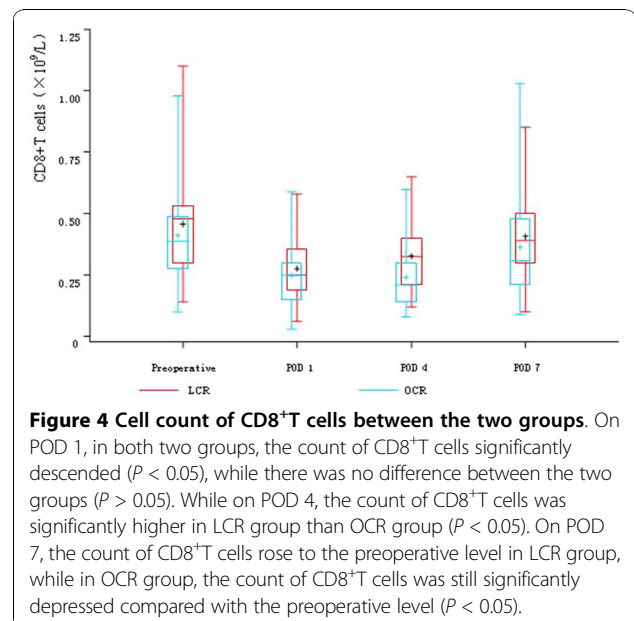 1.25
1.00
0.75
0.50
0.25
0
CD8+T cells (×10⁹/L)
Preoperative POD 1 POD 4 POD 7
LCR OCR
Figure 4 Cell count of CD8⁺T cells between the two groups. On
POD 1, in both two groups, the count of CD8⁺T cells significantly
descended (P < 0.05), while there was no difference between the two
groups (P > 0.05). While on POD 4, the count of CD8⁺T cells was
significantly higher in LCR group than OCR group (P < 0.05). On POD
7, the count of CD8⁺T cells rose to the preoperative level in LCR group,
while in OCR group, the count of CD8⁺T cells was still significantly
depressed compared with the preoperative level (P < 0.05).